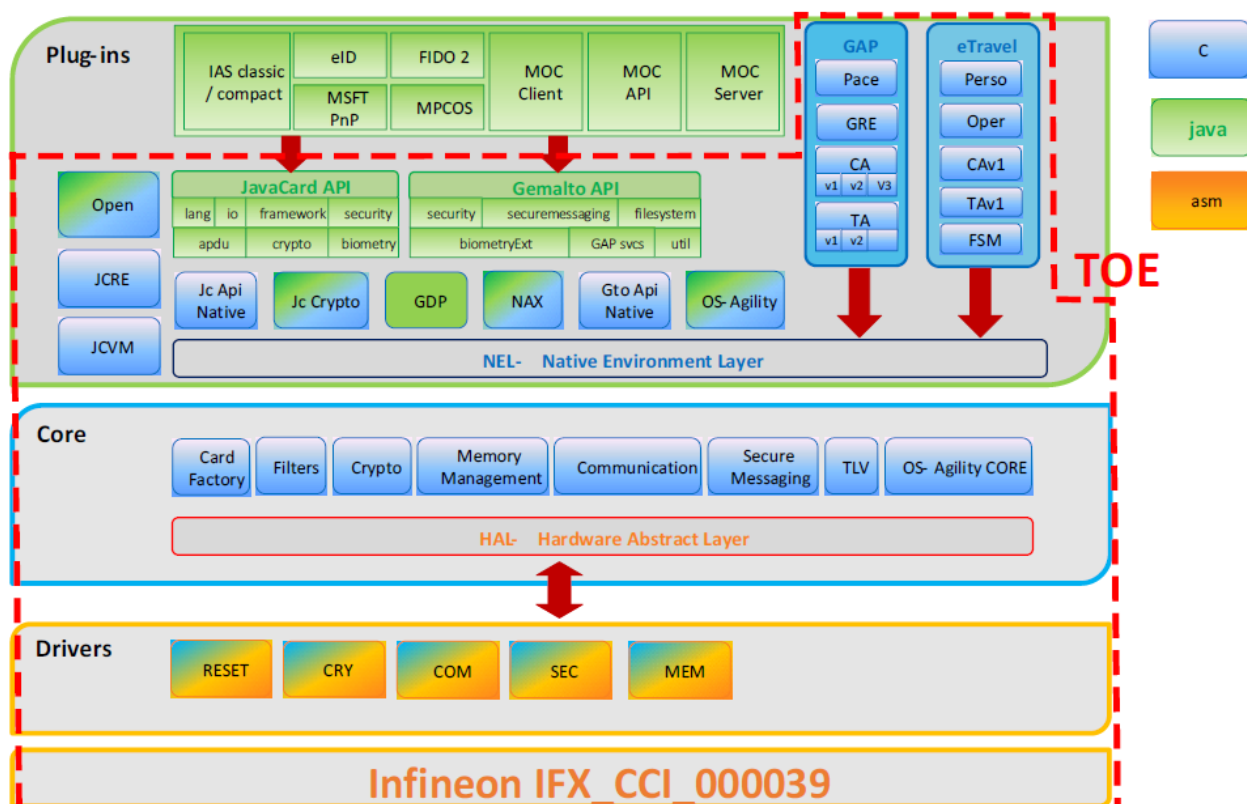 Plug-ins
IAS classic
/ compact
eID
FIDO 2
MSFT
PnP
MPCOS
MOC
Client
MOC
API
MOC
Server
GAP
Pace
GRE
CA
v1 v2 V3
TA
v1 v2
eTravel
Perso
Oper
CAv1
TAv1
FSM
C
java
asm
TOE
Open
JCRE
JCVM
JavaCard API
lang io framework security
apdu crypto biometry
Gemalto API
security securemessaging filesystem
biometryExt GAP svcs util
Jc Api
Native
Jc Crypto
GDP
NAX
Gto Api
Native
OS-Agility
NEL- Native Environment Layer
Core
Card
Factory
Filters
Crypto
Memory
Management
Communication
Secure
Messaging
TLV
OS- Agility CORE
HAL- Hardware Abstract Layer
Drivers
RESET
CRY
COM
SEC
MEM
Infineon IFX_CCI_000039